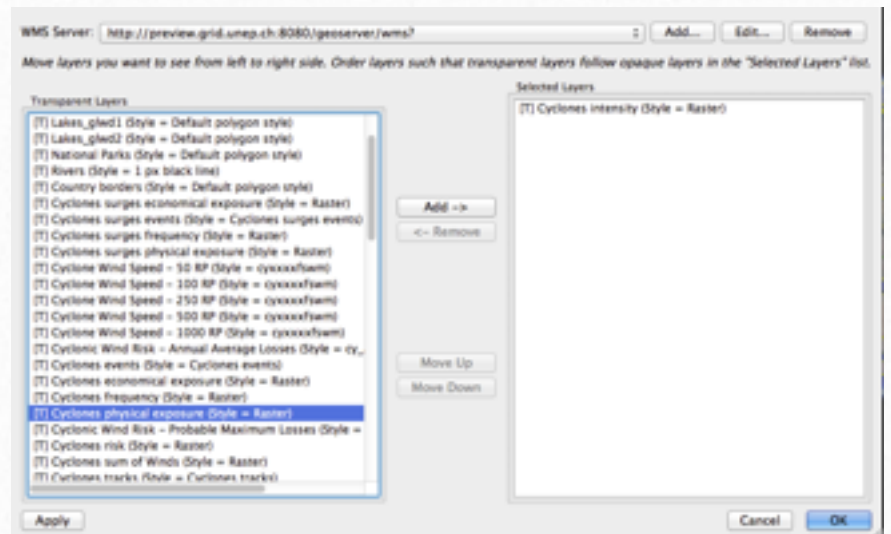 WMS Server: http://preview.grid.unep.ch:8080/geoserver/wms? Add... Edit... Remove
Move layers you want to see from left to right side. Order layers such that transparent layers follow opaque layers in the "Selected Layers" list.
Transparent Layers
[T] Lakes_glwd1 (Style = Default polygon style)
[T] Lakes_glwd2 (Style = Default polygon style)
[T] National Parks (Style = Default polygon style)
[T] Rivers (Style = 1 px black line)
[T] Country borders (Style = Default polygon style)
[T] Cyclones surges economical exposure (Style = Raster)
[T] Cyclones surges events (Style = Cyclones surges events)
[T] Cyclones surges frequency (Style = Raster)
[T] Cyclones surges physical exposure (Style = Raster)
[T] Cyclone Wind Speed - 50 RP (Style = cyxxxxfswm)
[T] Cyclone Wind Speed - 100 RP (Style = cyxxxxfswm)
[T] Cyclone Wind Speed - 250 RP (Style = cyxxxxfswm)
[T] Cyclone Wind Speed - 500 RP (Style = cyxxxxfswm)
[T] Cyclone Wind Speed - 1000 RP (Style = cyxxxxfswm)
[T] Cyclonic Wind Risk - Annual Average Losses (Style = cy_
[T] Cyclones events (Style = Cyclones events)
[T] Cyclones economical exposure (Style = Raster)
[T] Cyclones frequency (Style = Raster)
[T] Cyclones physical exposure (Style = Raster)
[T] Cyclonic Wind Risk - Probable Maximum Losses (Style =
[T] Cyclones risk (Style = Raster)
[T] Cyclones sum of Winds (Style = Raster)
[T] Cyclones tracks (Style = Cyclones tracks)
Add ->
<- Remove
Move Up
Move Down
Selected Layers
[T] Cyclones intensity (Style = Raster)
Apply Cancel OK